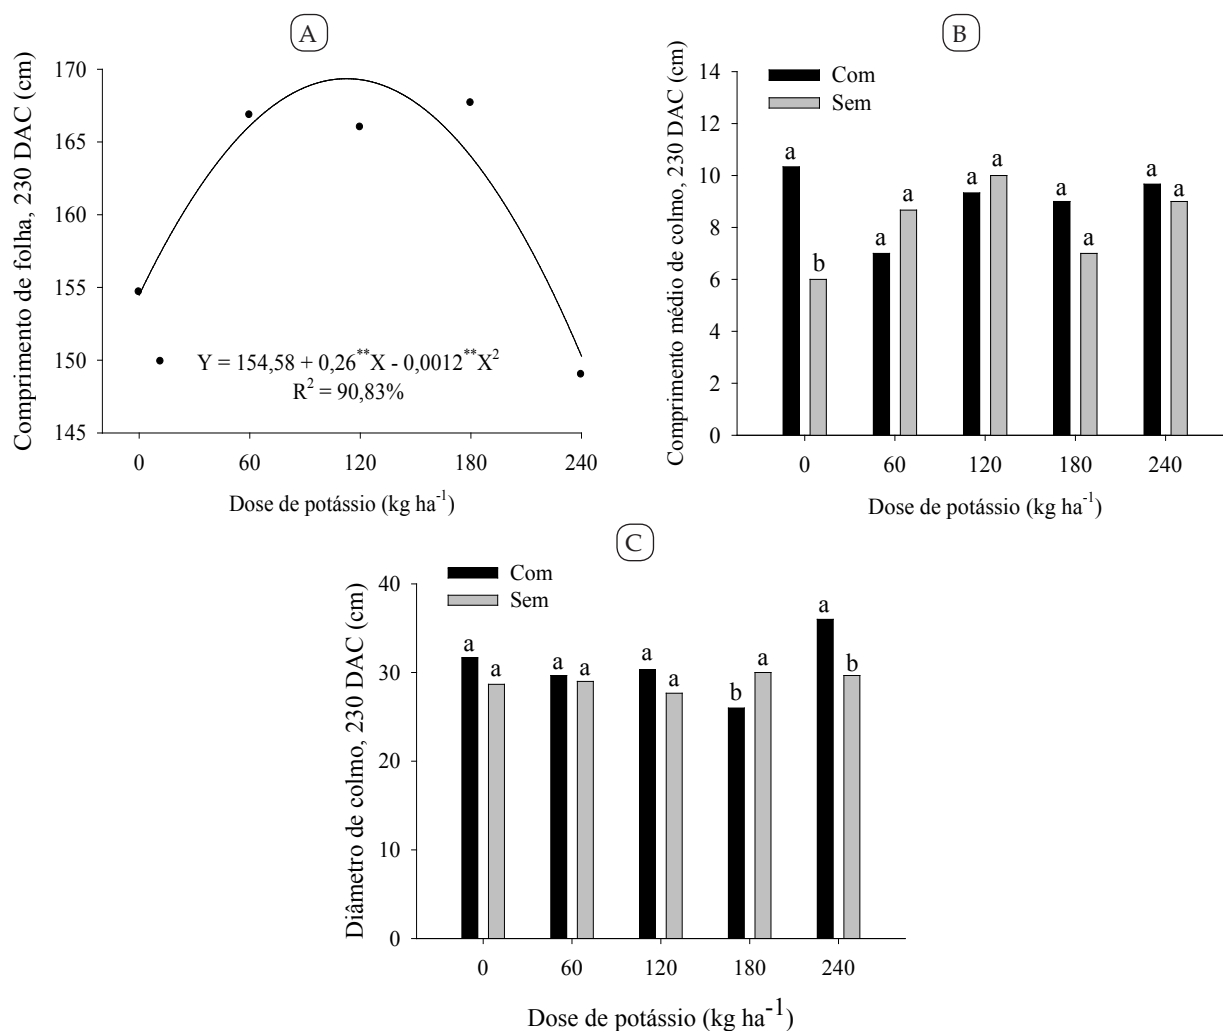 A
Comprimento de folha, 230 DAC (cm)
170
165
160
155
150
145
Y = 154,58 + 0,26**X - 0,0012**X²
R² = 90,83%
0 60 120 180 240
Dose de potássio (kg ha⁻¹)
B
Comprimento médio de colmo, 230 DAC (cm)
14
12
10
8
6
4
2
0
Com
Sem
a b a a a a a a a a
0 60 120 180 240
Dose de potássio (kg ha⁻¹)
C
Diâmetro de colmo, 230 DAC (cm)
40
30
20
10
0
Com
Sem
a a a a a a b a a b
0 60 120 180 240
Dose de potássio (kg ha⁻¹)